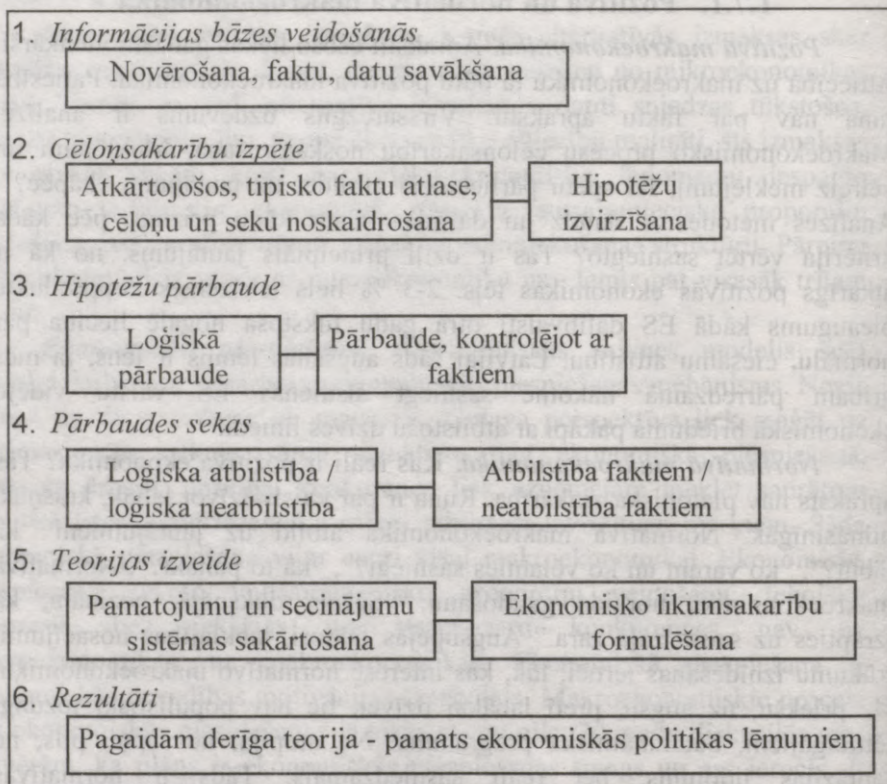 1. Informācijas bāzes veidošanās
Novērošana, faktu, datu savākšana
2. Cēloņsakarību izpēte
Atkārtojošos, tipisko faktu atlase,
cēloņu un seku noskaidrošana
Hipotēžu
izvirzīšana
3. Hipotēžu pārbaude
Loģiskā
pārbaude
Pārbaude, kontrolējot ar
faktiem
4. Pārbaudes sekas
Loģiska atbilstība /
loģiska neatbilstība
Atbilstība faktiem /
neatbilstība faktiem
5. Teorijas izveide
Pamatojumu un secinājumu
sistēmas sakārtošana
Ekonomisko likumsakarību
formulēšana
6. Rezultāti
Pagaidām derīga teorija - pamats ekonomiskās politikas lēmumiem